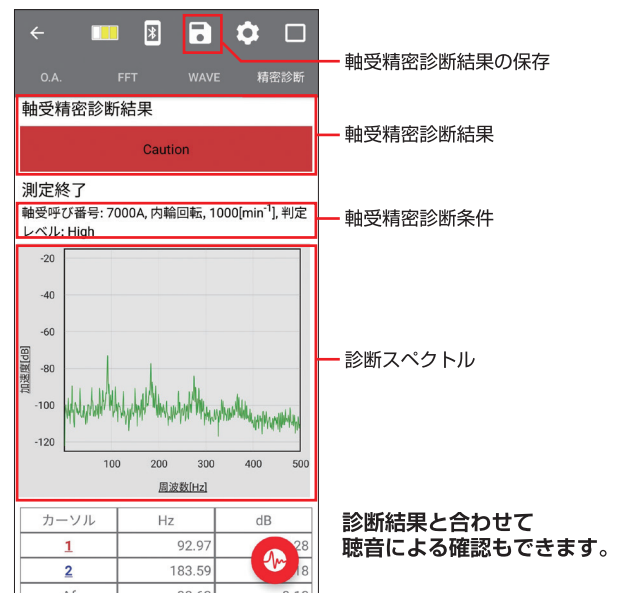 O.A.
FFT
WAVE
精密診断
軸受精密診断結果の保存
軸受精密診断結果
Caution
軸受精密診断結果
測定終了
軸受呼び番号: 7000A, 内輪回転, 1000[min⁻¹], 判定
レベル: High
軸受精密診断条件
-20
-40
-60
-80
-100
-120
加速度[dB]
100
200
300
400
500
周波数[Hz]
診断スペクトル
カーソル
Hz
dB
1
92.97
28
2
183.59
18
診断結果と合わせて
聴音による確認もできます。